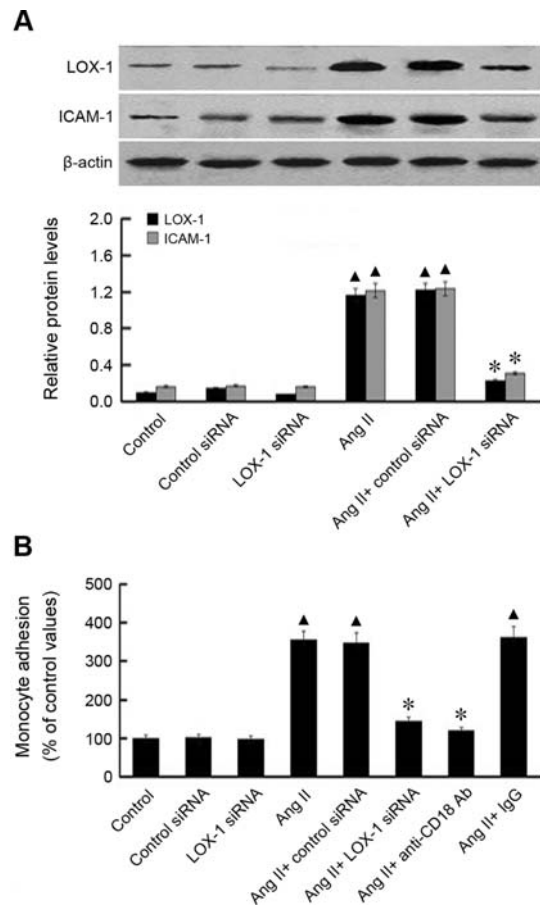 A
LOX-1
ICAM-1
β-actin
2.0
1.6
1.2
0.8
0.4
0.0
Relative protein levels
LOX-1
ICAM-1
▲ ▲ ▲ ▲
* *
Control
Control siRNA
LOX-1 siRNA
Ang II
Ang II+ control siRNA
Ang II+ LOX-1 siRNA
B
500
400
300
200
100
0
Monocyte adhesion
(% of control values)
▲ ▲ * * ▲
Control
Control siRNA
LOX-1 siRNA
Ang II
Ang II+ control siRNA
Ang II+ LOX-1 siRNA
Ang II+ anti-CD18 Ab
Ang II+ IgG